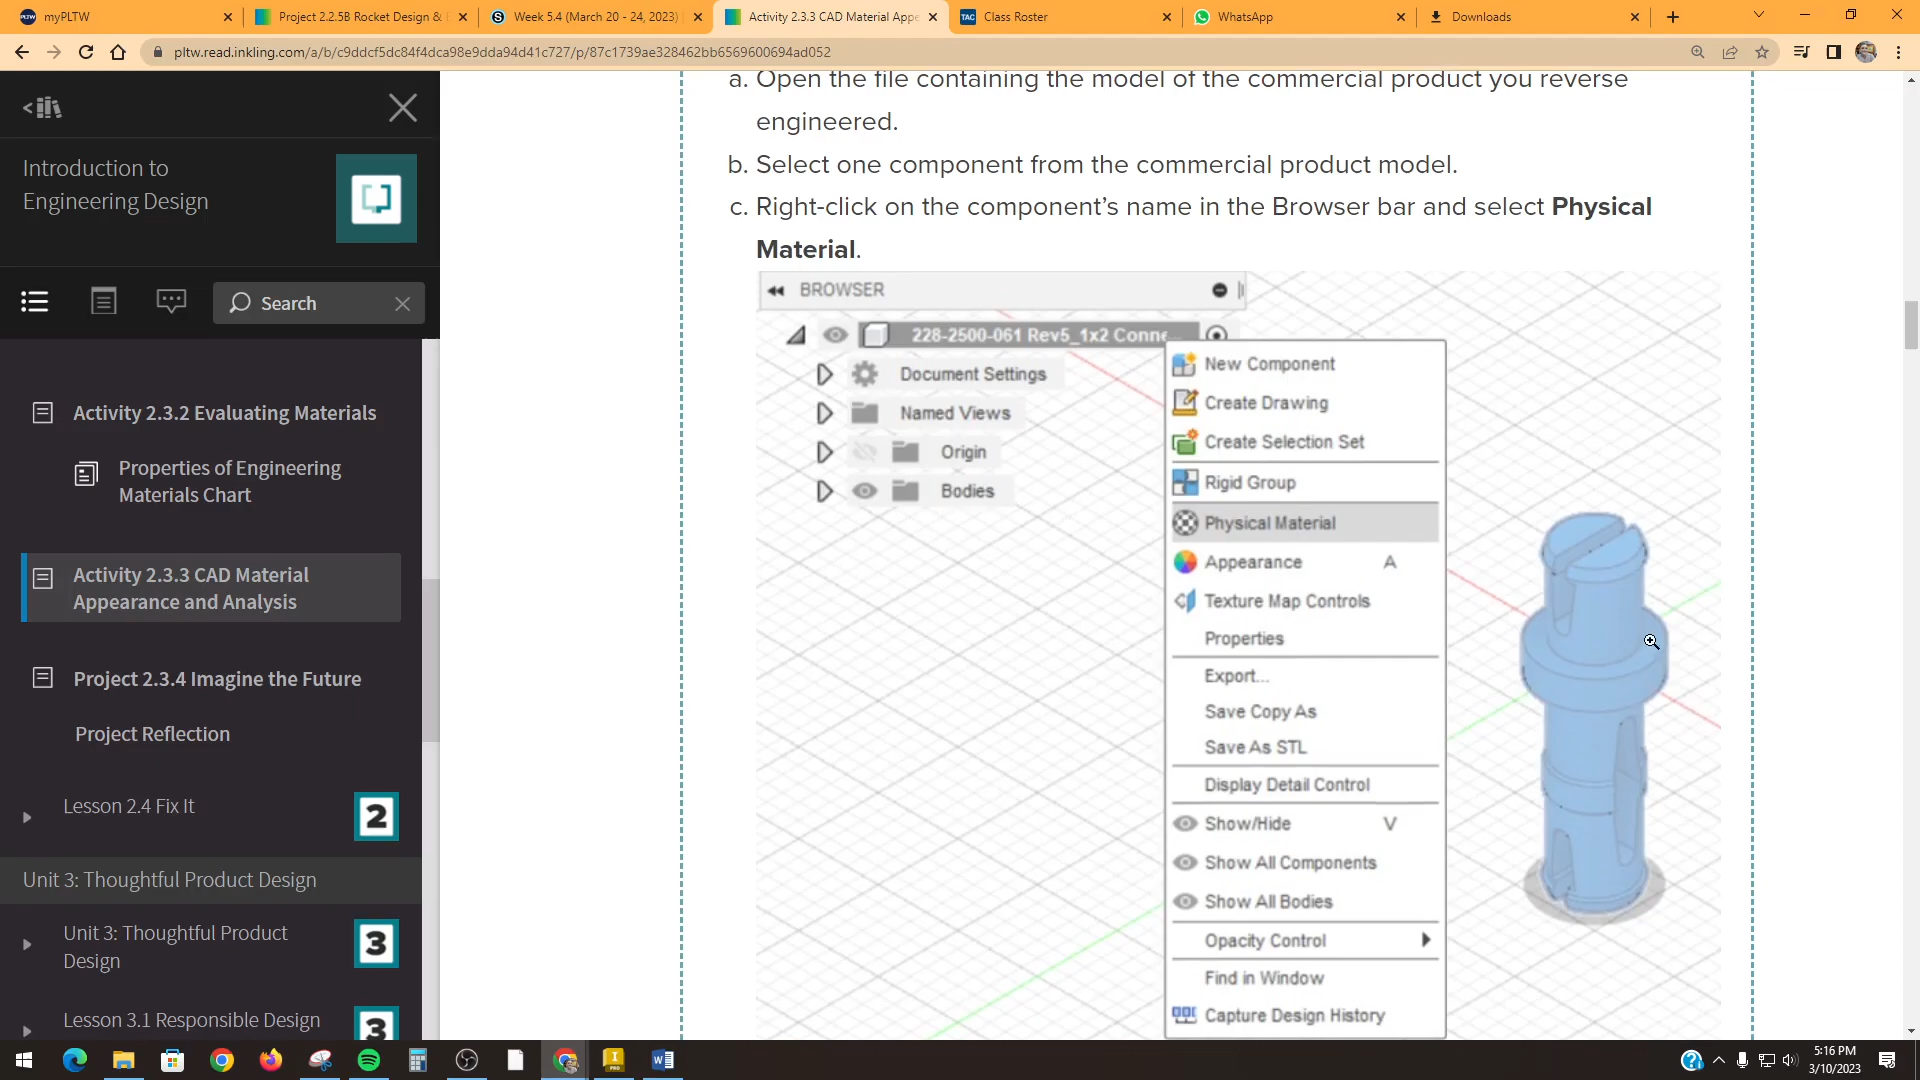 myPLTW
Project 2.2.5B Rocket Design &
Week 5.4 (March 20 - 24, 2023)
Activity 2.3.3 CAD Material Appe
TAC
Class Roster
WhatsApp
Downloads
pltw.read.inkling.com/a/b/c9ddcf5dc84f4dca98e9dda94d41c727/p/87c1739ae328462bb6569600694ad052
Introduction to
Engineering Design
Search
Activity 2.3.2 Evaluating Materials
Properties of Engineering
Materials Chart
Activity 2.3.3 CAD Material
Appearance and Analysis
Project 2.3.4 Imagine the Future
Project Reflection
Lesson 2.4 Fix It
2
Unit 3: Thoughtful Product Design
Unit 3: Thoughtful Product
Design
3
Lesson 3.1 Responsible Design
3
a. Open the file containing the model of the commercial product you reverse
engineered.
b. Select one component from the commercial product model.
c. Right-click on the component's name in the Browser bar and select Physical
Material.
BROWSER
228-2500-061 Rev5_1x2 Conne...
Document Settings
Named Views
Origin
Bodies
New Component
Create Drawing
Create Selection Set
Rigid Group
Physical Material
Appearance A
Texture Map Controls
Properties
Export...
Save Copy As
Save As STL
Display Detail Control
Show/Hide V
Show All Components
Show All Bodies
Opacity Control
Find in Window
Capture Design History
5:16 PM
3/10/2023